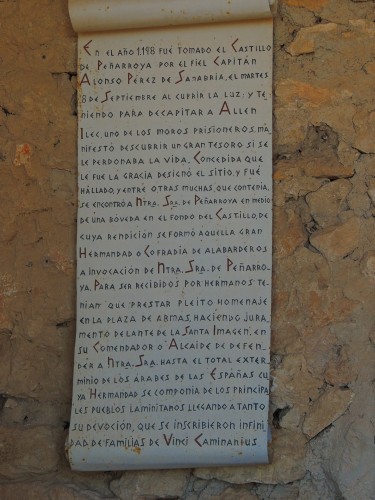 En el año 1.198 fué tomado el Castillo
de Peñarroya por el fiel Capitán
Alonso Pérez de Sanabria, el martes
8 de Septiembre al cubrir la luz: y te
niendo para decapitar a Allen
Ilec, uno de los moros prisioneros, ma
nifestó descubrir un gran tesoro si se
le perdonaba la vida. Concedida que
le fué la gracia designó el sitio, y fué
hállado, y entre otras muchas, que contenía,
se encontró a Ntra, Sra, de Peñarroya en medio
de una bóveda en el fondo del Castillo, de
cuya rendición se formó aquella gran
Hermandad o Cofradía de alabarderos
a invocación de Ntra, Sra, de Peñarro
ya. Para ser recibidos por hermanos te
nian que prestar pleito homenaje
en la plaza de armas, haciendo jura
mento delante de la Santa Imagen, en
su Comendador o Alcaide de defen
der a Ntra, Sra, hasta el total exter
minio de los árabes de las Españas cu
ya Hermandad se componía de los principa
les pueblos Laminitanos llegando a tanto
su devoción, que se inscribieron infini
dad de familias de Vinci Caminanius